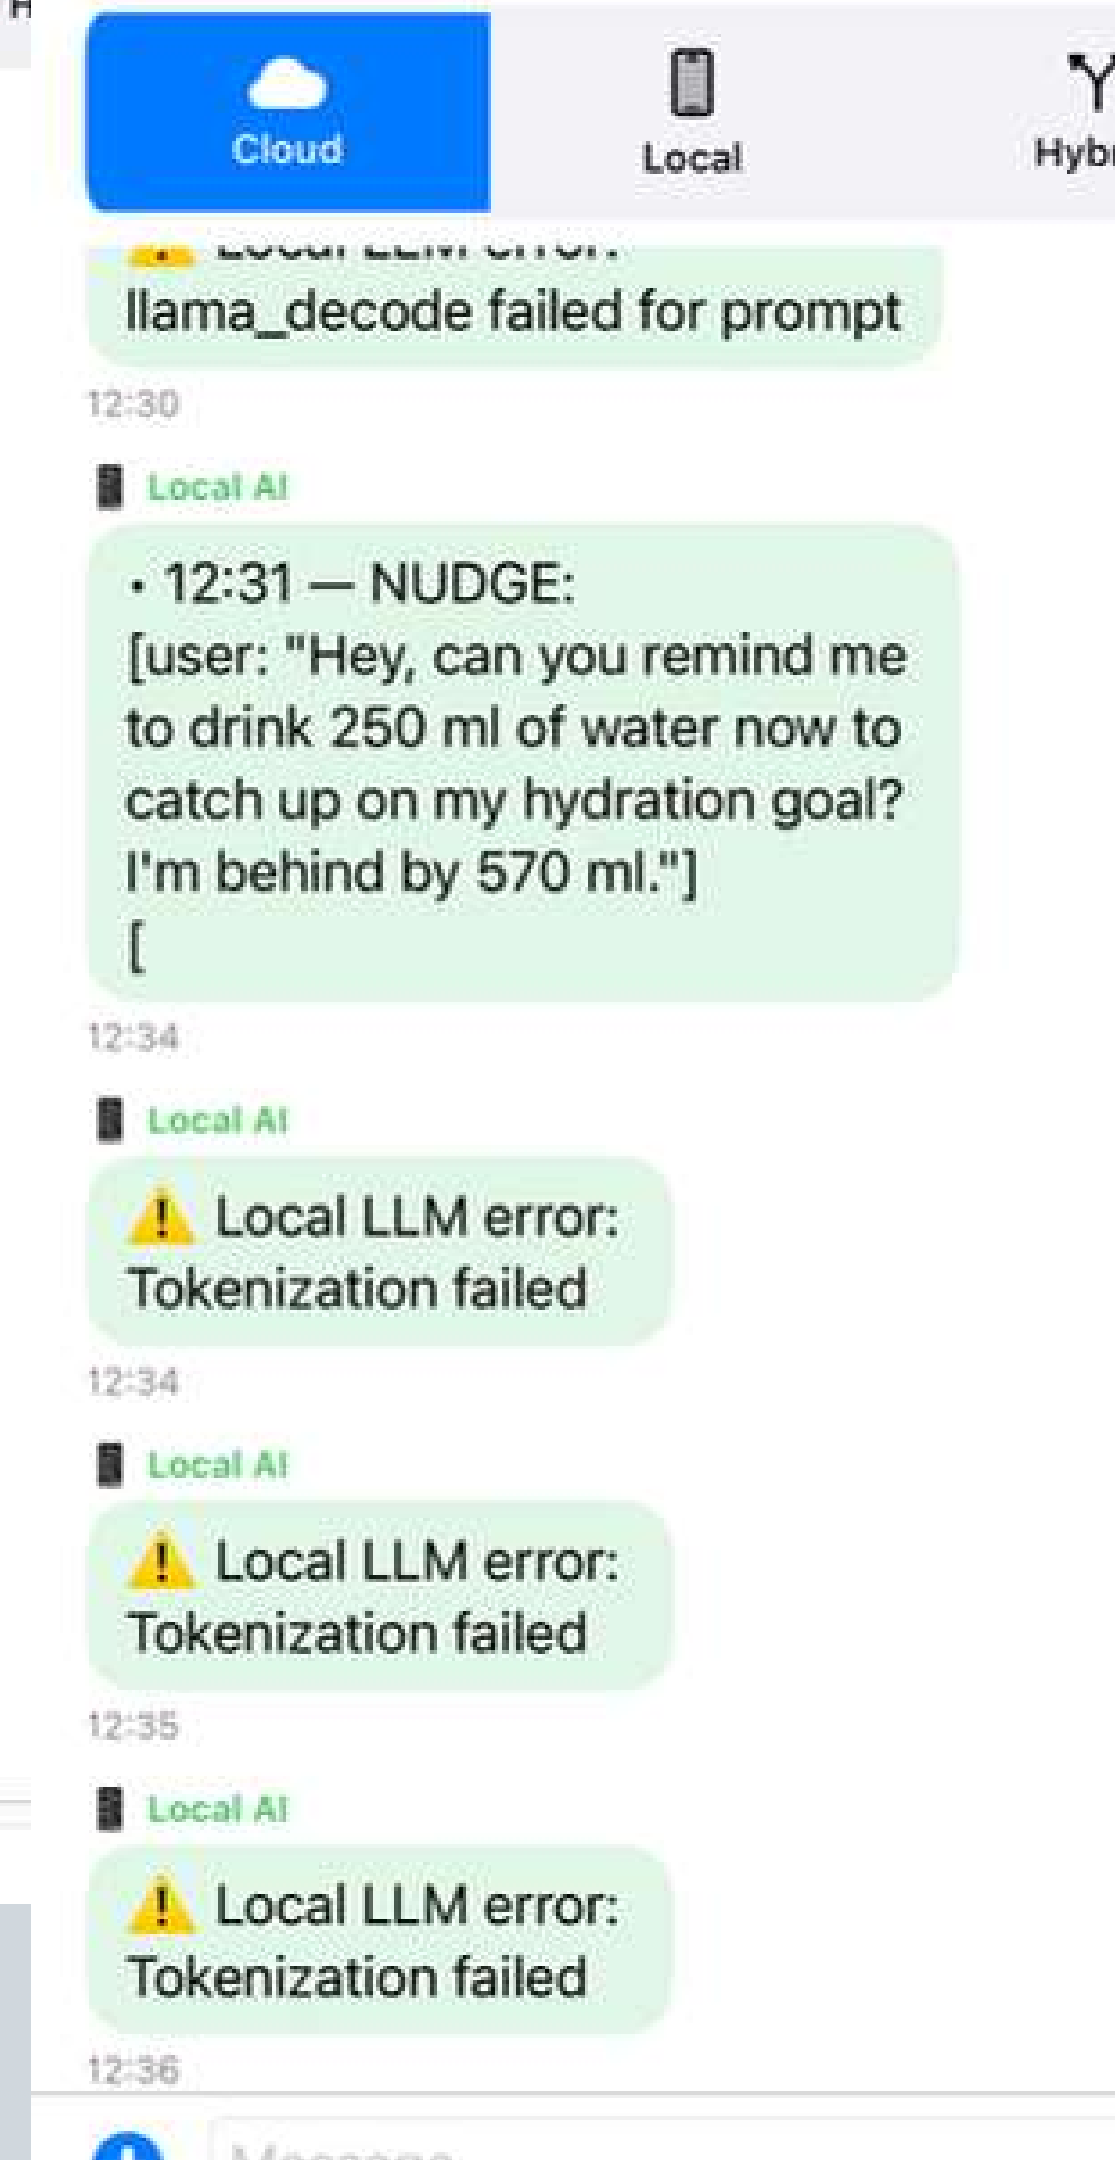 Cloud
Local
Local LLM error:
llama_decode failed for prompt
12:30
Local AI
• 12:31 — NUDGE:
[user: "Hey, can you remind me
to drink 250 ml of water now to
catch up on my hydration goal?
I'm behind by 570 ml."]
[
12:34
Local AI
⚠️ Local LLM error:
Tokenization failed
12:34
Local AI
⚠️ Local LLM error:
Tokenization failed
12:35
Local AI
⚠️ Local LLM error:
Tokenization failed
12:36